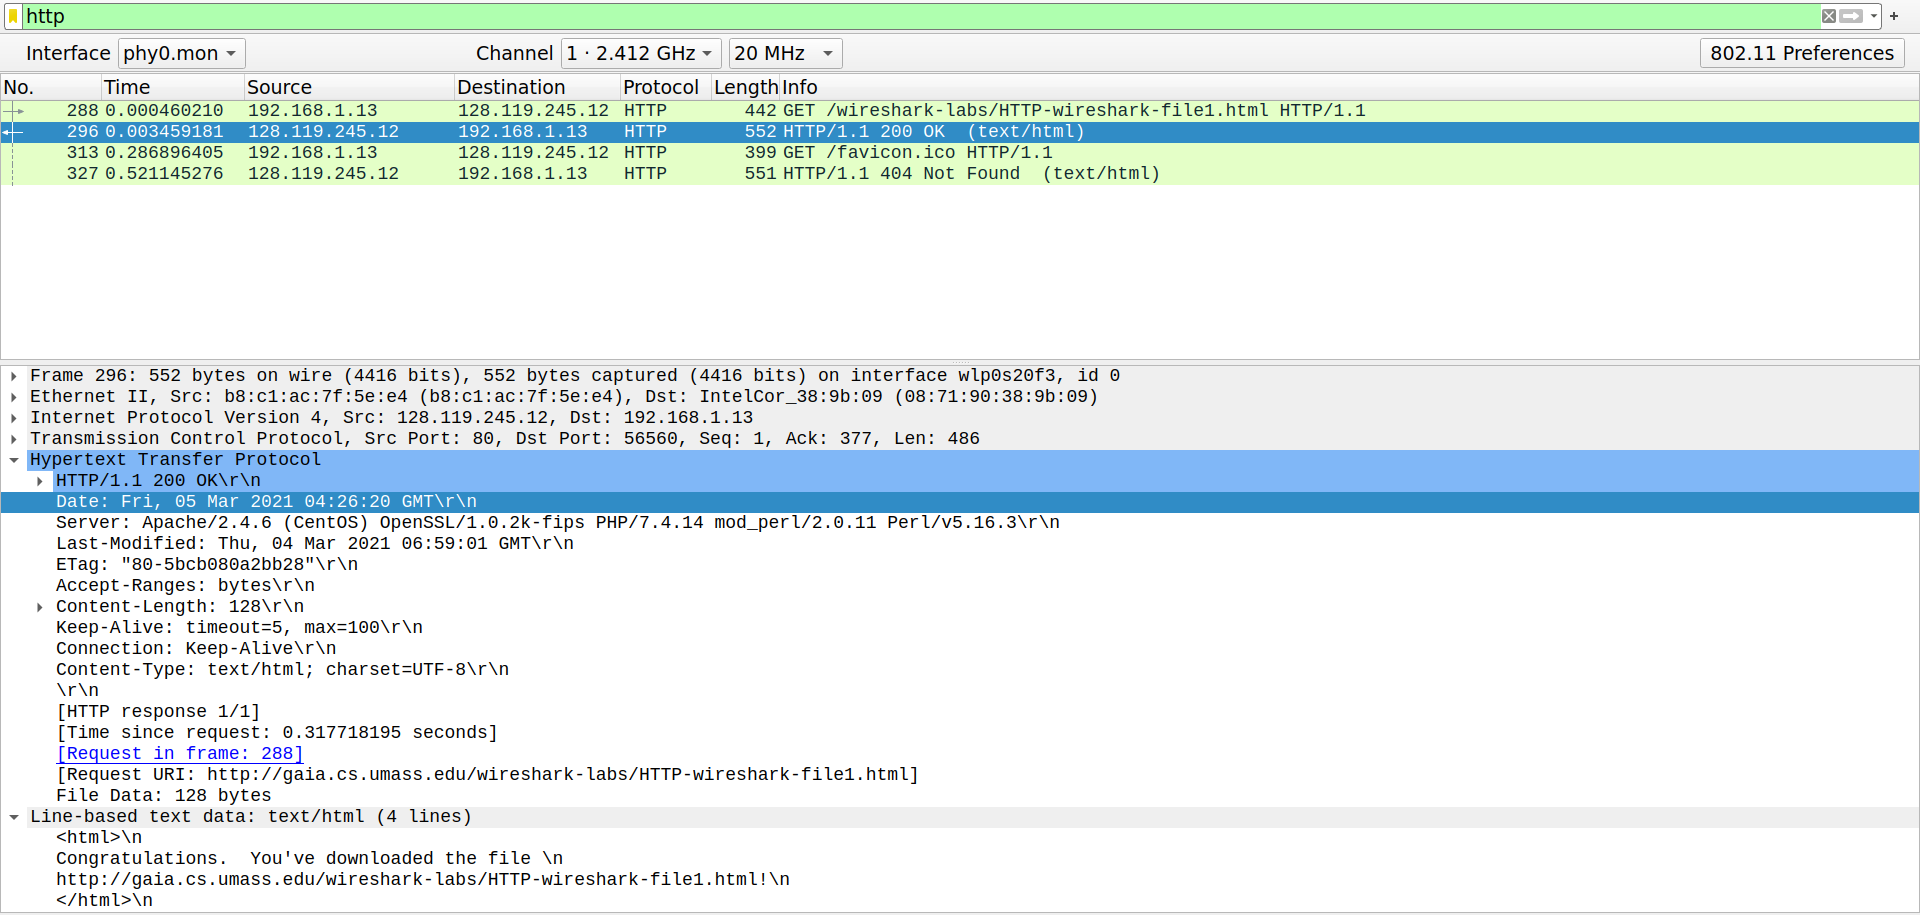 http
Interface phy0.mon Channel 1 · 2.412 GHz 20 MHz 802.11 Preferences
No. Time Source Destination Protocol Length Info
288 0.000460210 192.168.1.13 128.119.245.12 HTTP 442 GET /wireshark-labs/HTTP-wireshark-file1.html HTTP/1.1
296 0.003459181 128.119.245.12 192.168.1.13 HTTP 552 HTTP/1.1 200 OK  (text/html)
313 0.286896405 192.168.1.13 128.119.245.12 HTTP 399 GET /favicon.ico HTTP/1.1
327 0.521145276 128.119.245.12 192.168.1.13 HTTP 551 HTTP/1.1 404 Not Found  (text/html)
Frame 296: 552 bytes on wire (4416 bits), 552 bytes captured (4416 bits) on interface wlp0s20f3, id 0
Ethernet II, Src: b8:c1:ac:7f:5e:e4 (b8:c1:ac:7f:5e:e4), Dst: IntelCor_38:9b:09 (08:71:90:38:9b:09)
Internet Protocol Version 4, Src: 128.119.245.12, Dst: 192.168.1.13
Transmission Control Protocol, Src Port: 80, Dst Port: 56560, Seq: 1, Ack: 377, Len: 486
Hypertext Transfer Protocol
HTTP/1.1 200 OK\r\n
Date: Fri, 05 Mar 2021 04:26:20 GMT\r\n
Server: Apache/2.4.6 (CentOS) OpenSSL/1.0.2k-fips PHP/7.4.14 mod_perl/2.0.11 Perl/v5.16.3\r\n
Last-Modified: Thu, 04 Mar 2021 06:59:01 GMT\r\n
ETag: "80-5bcb080a2bb28"\r\n
Accept-Ranges: bytes\r\n
Content-Length: 128\r\n
Keep-Alive: timeout=5, max=100\r\n
Connection: Keep-Alive\r\n
Content-Type: text/html; charset=UTF-8\r\n
\r\n
[HTTP response 1/1]
[Time since request: 0.317718195 seconds]
[Request in frame: 288]
[Request URI: http://gaia.cs.umass.edu/wireshark-labs/HTTP-wireshark-file1.html]
File Data: 128 bytes
Line-based text data: text/html (4 lines)
<html>\n
Congratulations.  You've downloaded the file \n
http://gaia.cs.umass.edu/wireshark-labs/HTTP-wireshark-file1.html!\n
</html>\n